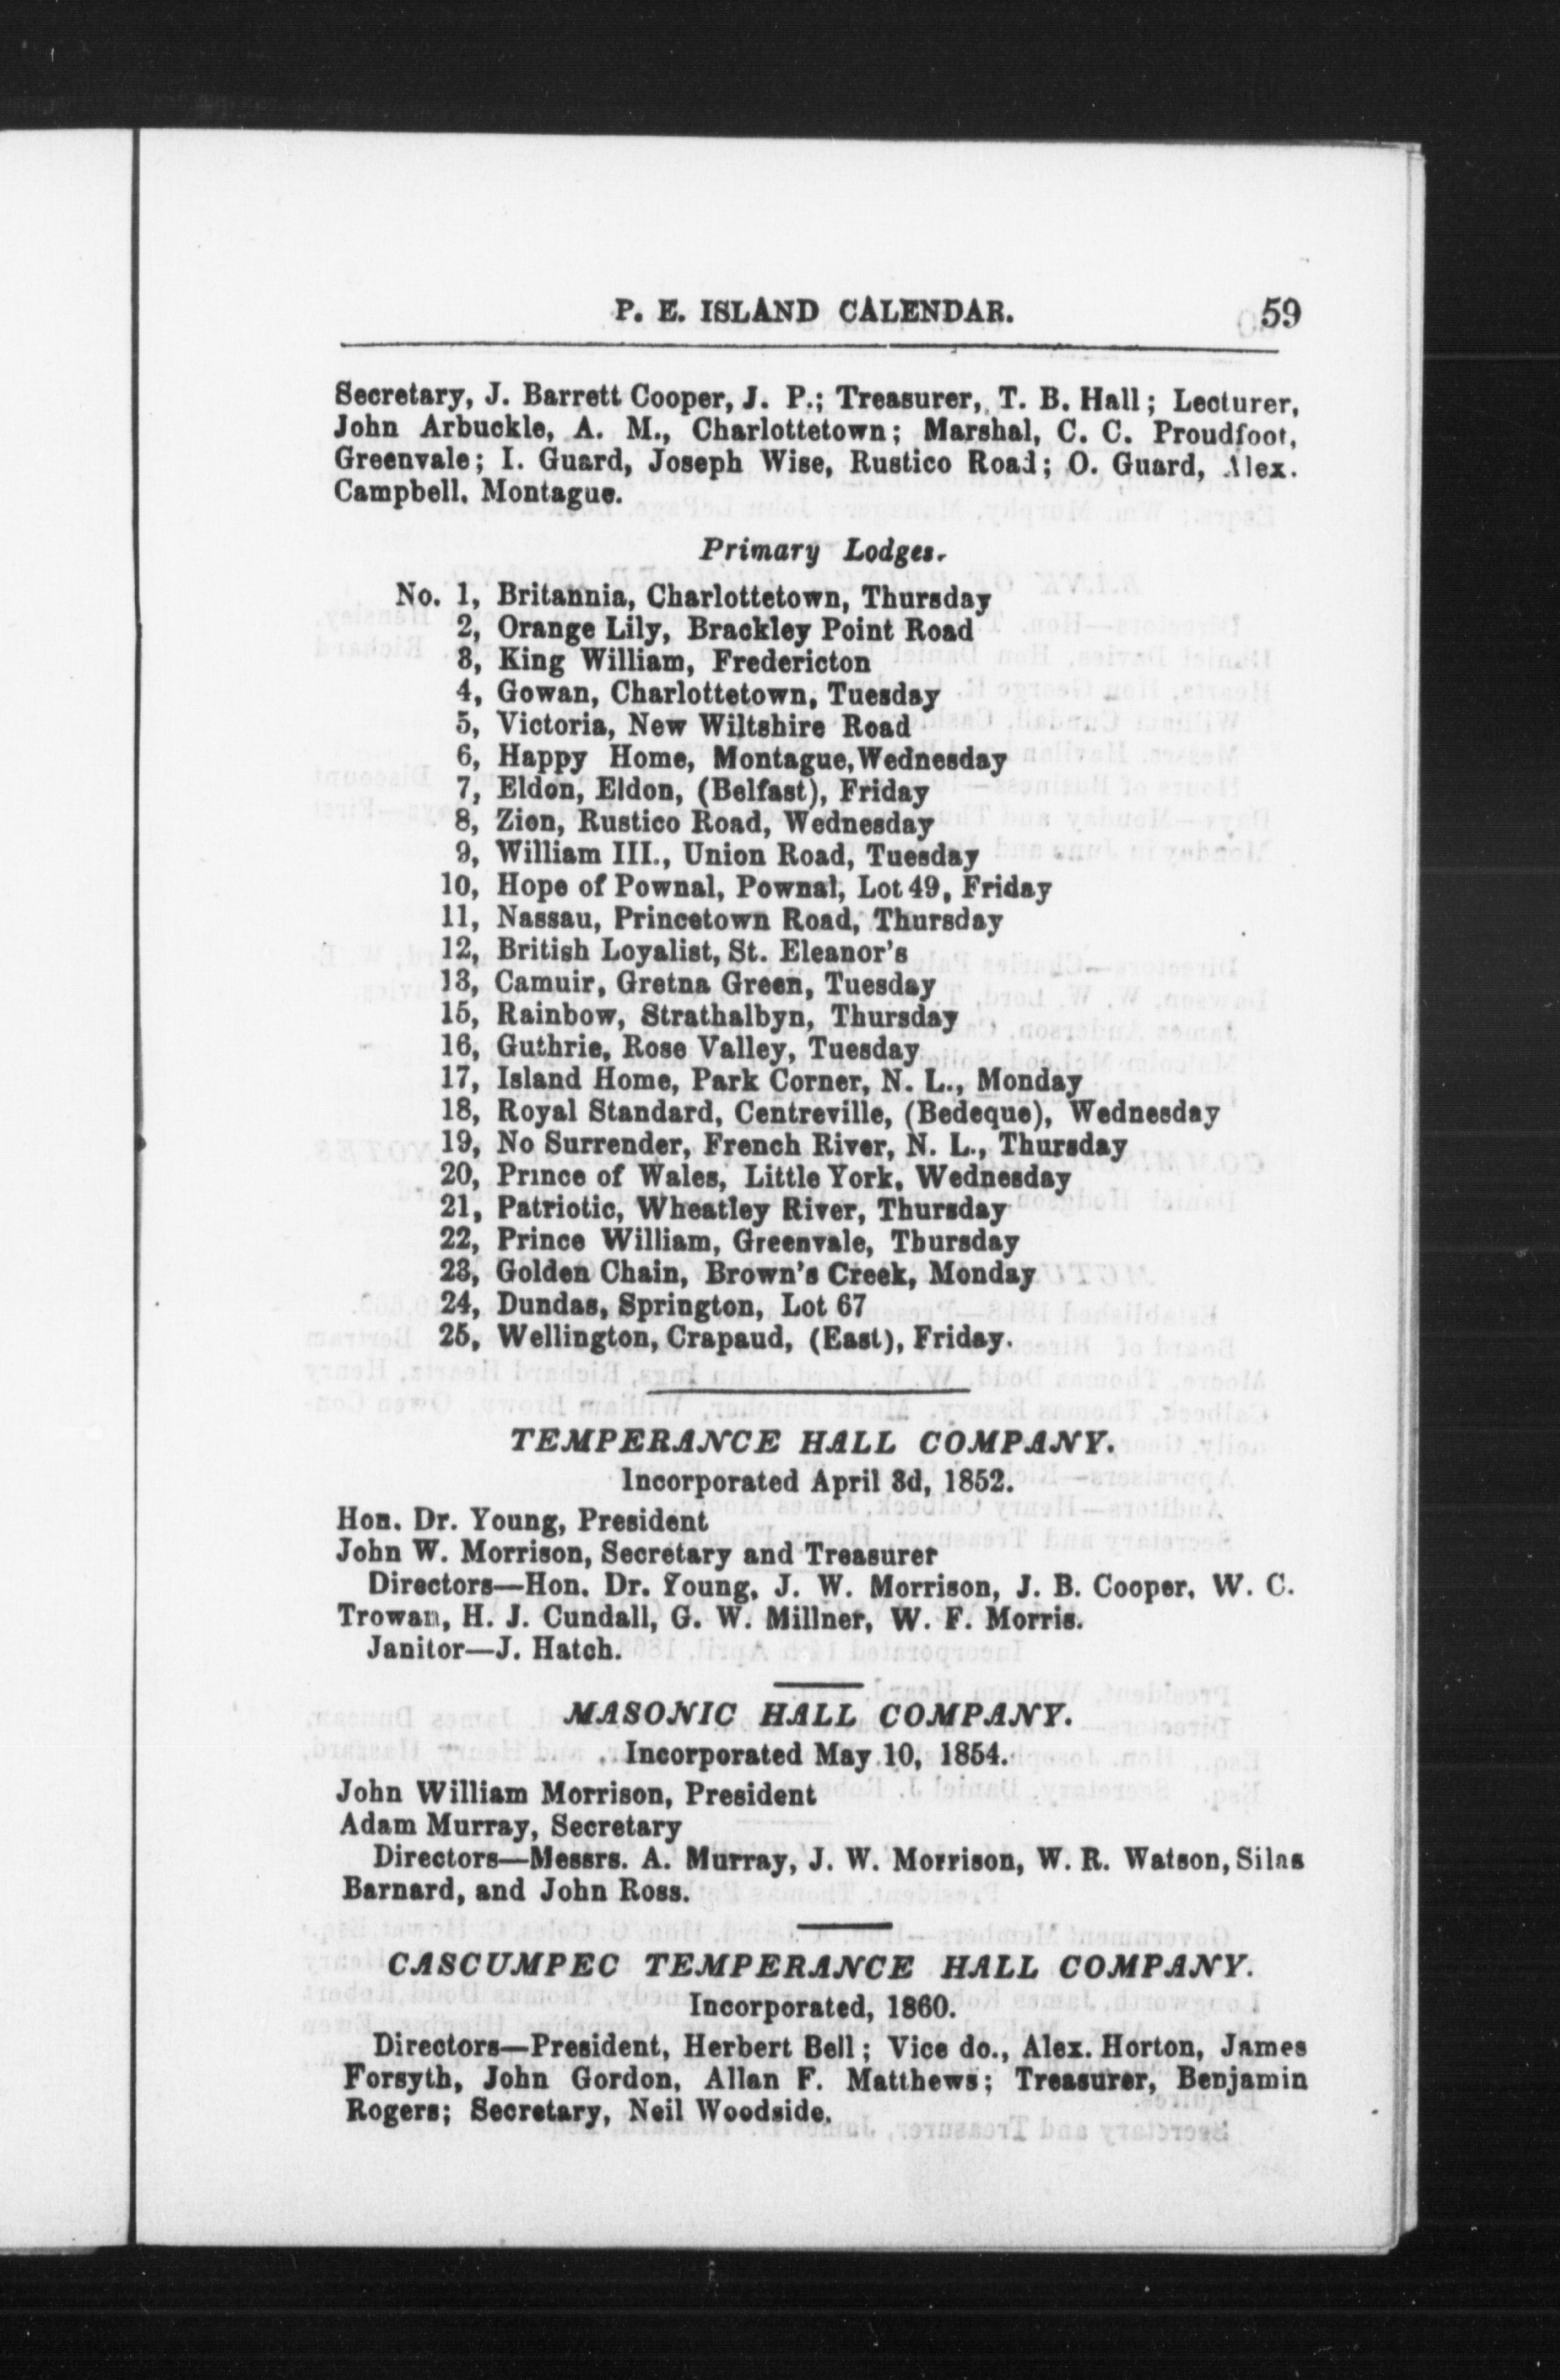 P. E. ISLAND CALENDAR. 59
Secretary, J. Barrett Cooper, J. P.; Treasurer, T. B. Hall; Lecturer,
John Arbuckle, A. M., Charlottetown; Marshal, C. C. Proudfoot,
Greenvale; I. Guard, Joseph Wise, Rustico Road; O. Guard, Alex.
Campbell, Montague.
Primary Lodges.
No. 1, Britannia, Charlottetown, Thursday
2, Orange Lily, Brackley Point Road
3, King William, Fredericton
4, Gowan, Charlottetown, Tuesday
5, Victoria, New Wiltshire Road
6, Happy Home, Montague, Wednesday
7, Eldon, Eldon, (Belfast), Friday
8, Zion, Rustico Road, Wednesday
9, William III., Union Road, Tuesday
10, Hope of Pownal, Pownal, Lot 49, Friday
11, Nassau, Princetown Road, Thursday
12, British Loyalist, St. Eleanor's
13, Camuir, Gretna Green, Tuesday
15, Rainbow, Strathalbyn, Thursday
16, Guthrie, Rose Valley, Tuesday
17, Island Home, Park Corner, N. L., Monday
18, Royal Standard, Centreville, (Bedeque), Wednesday
19, No Surrender, French River, N. L., Thursday
20, Prince of Wales, Little York, Wednesday
21, Patriotic, Wheatley River, Thursday
22, Prince William, Greenvale, Thursday
23, Golden Chain, Brown's Creek, Monday
24, Dundas, Springton, Lot 67
25, Wellington, Crapaud, (East), Friday.
TEMPERANCE HALL COMPANY.
Incorporated April 3d, 1852.
Hon. Dr. Young, President
John W. Morrison, Secretary and Treasurer
Directors—Hon. Dr. Young, J. W. Morrison, J. B. Cooper, W. C.
Trowan, H. J. Cundall, G. W. Millner, W. F. Morris.
Janitor—J. Hatch.
MASONIC HALL COMPANY.
Incorporated May 10, 1854.
John William Morrison, President
Adam Murray, Secretary
Directors—Messrs. A. Murray, J. W. Morrison, W. R. Watson, Silas
Barnard, and John Ross.
CASCUMPEC TEMPERANCE HALL COMPANY.
Incorporated, 1860.
Directors—President, Herbert Bell; Vice do., Alex. Horton, James
Forsyth, John Gordon, Allan F. Matthews; Treasurer, Benjamin
Rogers; Secretary, Neil Woodside.